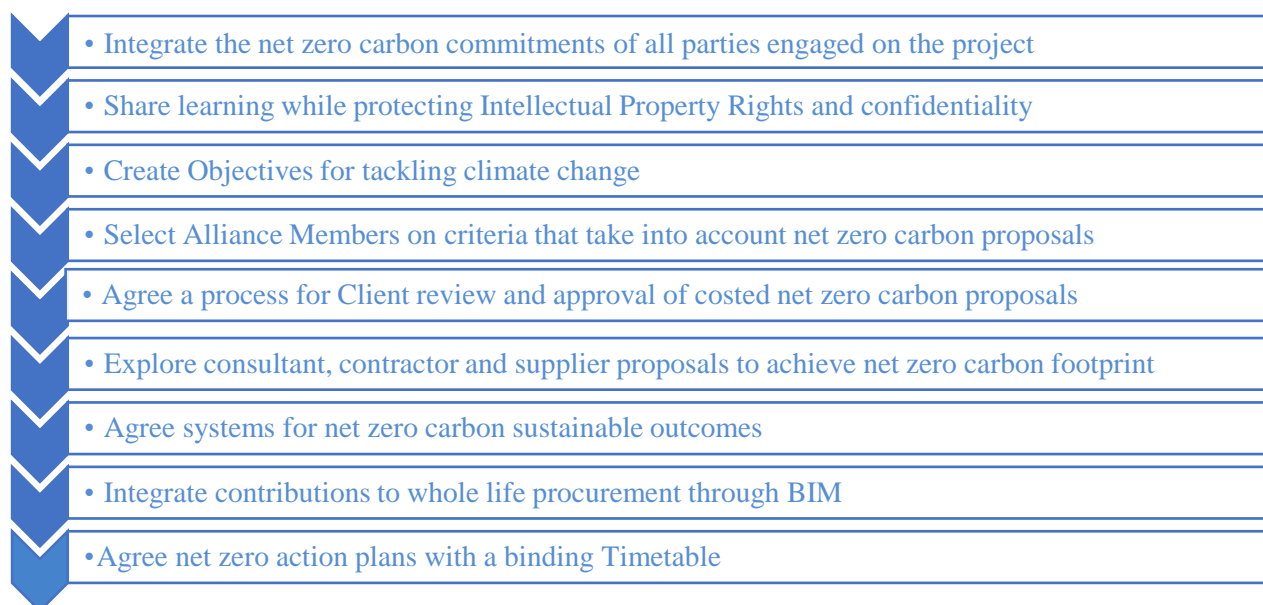 • Integrate the net zero carbon commitments of all parties engaged on the project
• Share learning while protecting Intellectual Property Rights and confidentiality
• Create Objectives for tackling climate change
• Select Alliance Members on criteria that take into account net zero carbon proposals
• Agree a process for Client review and approval of costed net zero carbon proposals
• Explore consultant, contractor and supplier proposals to achieve net zero carbon footprint
• Agree systems for net zero carbon sustainable outcomes
• Integrate contributions to whole life procurement through BIM
•Agree net zero action plans with a binding Timetable